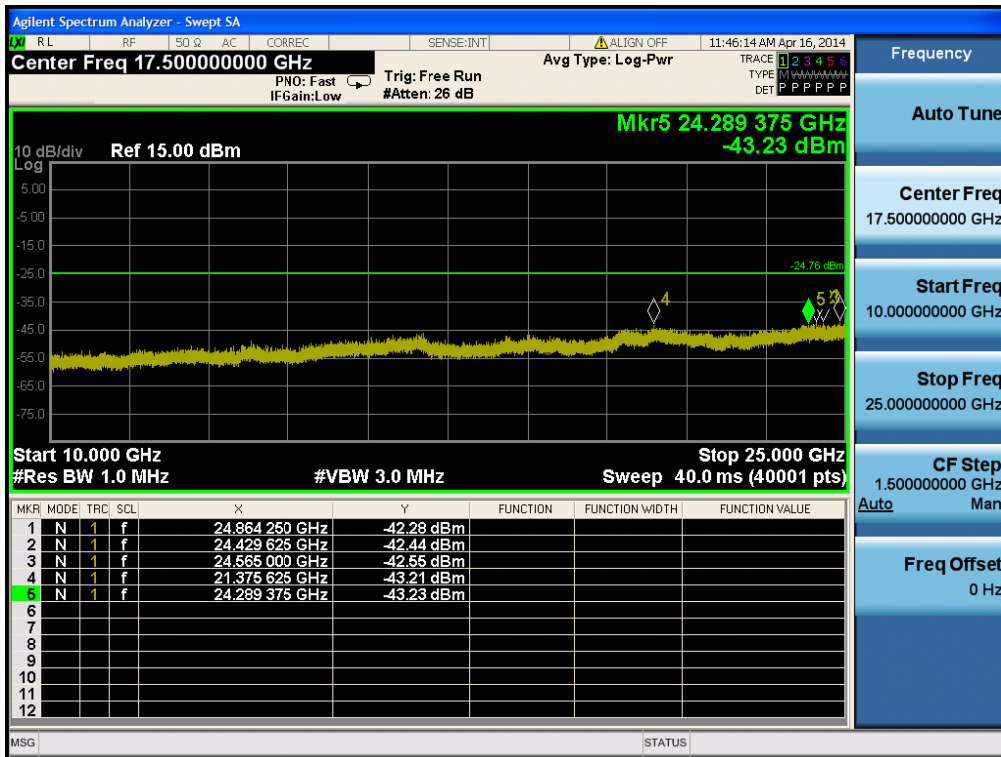 Agilent Spectrum Analyzer - Swept SA
LXI RL RF 50 Ω AC CORREC SENSE:INT ALIGN OFF 11:46:14 AM Apr 16, 2014
Center Freq 17.500000000 GHz
PNO: Fast
IFGain:Low
Trig: Free Run
#Atten: 26 dB
Avg Type: Log-Pwr
TRACE 1 2 3 4 5 6
TYPE M W W W W W
DET P P P P P P
Mkr5 24.289 375 GHz
-43.23 dBm
10 dB/div Ref 15.00 dBm
Log
5.00
-5.00
-15.0
-25.0
-35.0
-45.0
-55.0
-65.0
-75.0
-24.76 dBm
4
5
Start 10.000 GHz Stop 25.000 GHz
#Res BW 1.0 MHz #VBW 3.0 MHz Sweep 40.0 ms (40001 pts)
MKR MODE TRC SCL X Y FUNCTION FUNCTION WIDTH FUNCTION VALUE
1 N 1 f 24.864 250 GHz -42.28 dBm
2 N 1 f 24.429 625 GHz -42.44 dBm
3 N 1 f 24.565 000 GHz -42.55 dBm
4 N 1 f 21.375 625 GHz -43.21 dBm
5 N 1 f 24.289 375 GHz -43.23 dBm
6
7
8
9
10
11
12
MSG STATUS
Frequency
Auto Tune
Center Freq
17.500000000 GHz
Start Freq
10.000000000 GHz
Stop Freq
25.000000000 GHz
CF Step
1.500000000 GHz
Auto Man
Freq Offset
0 Hz